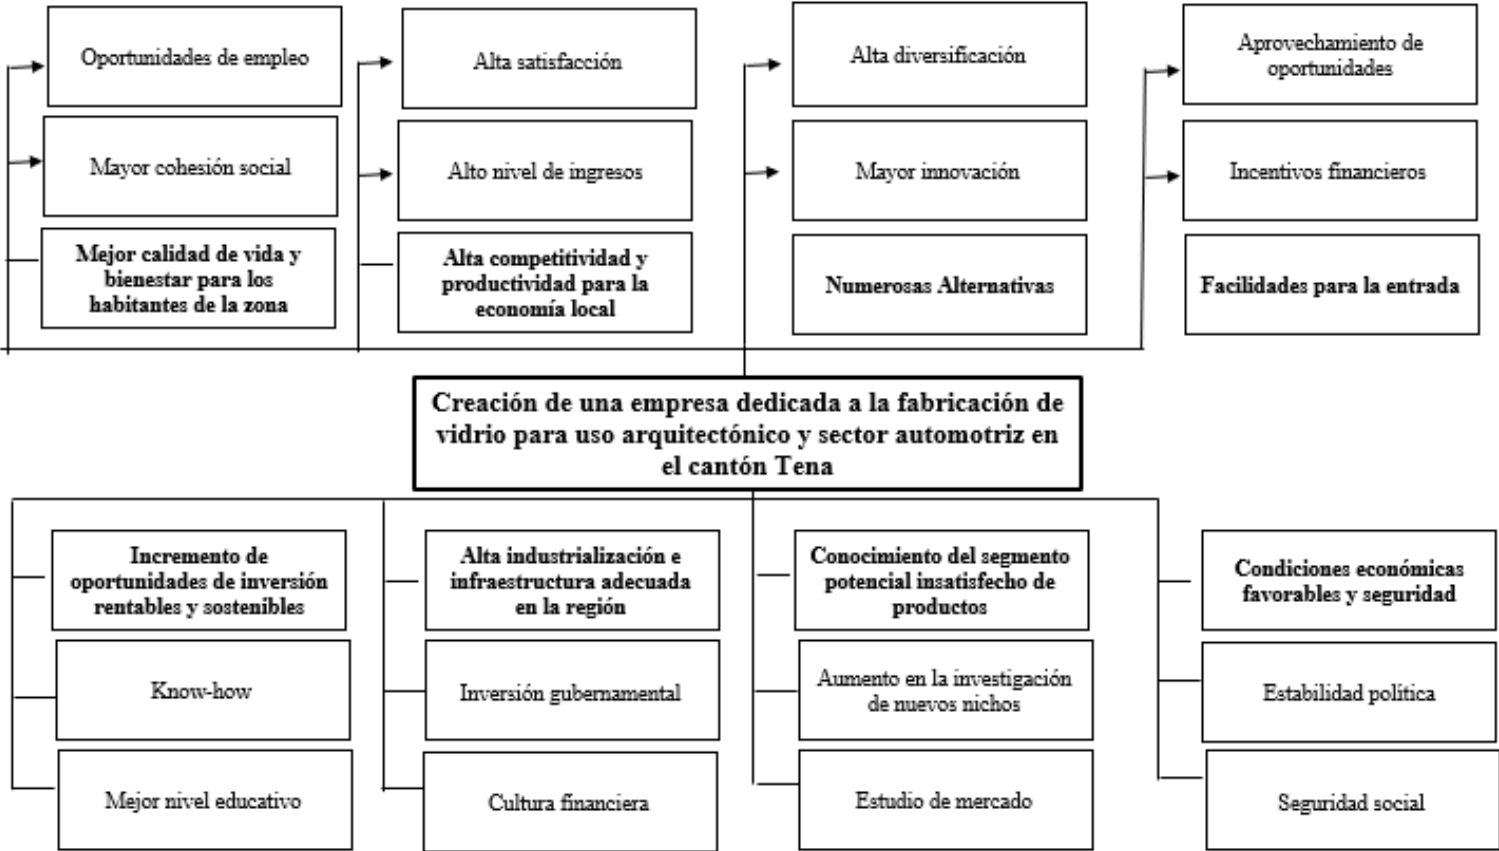 Oportunidades de empleo
Alta satisfacción
Alta diversificación
Aprovechamiento de
oportunidades
Mayor cohesión social
Alto nivel de ingresos
Mayor innovación
Incentivos financieros
Mejor calidad de vida y
bienestar para los
habitantes de la zona
Alta competitividad y
productividad para la
economía local
Numerosas Alternativas
Facilidades para la entrada
Creación de una empresa dedicada a la fabricación de
vidrio para uso arquitectónico y sector automotriz en
el cantón Tena
Incremento de
oportunidades de inversión
rentables y sostenibles
Alta industrialización e
infraestructura adecuada
en la región
Conocimiento del segmento
potencial insatisfecho de
productos
Condiciones económicas
favorables y seguridad
Know-how
Inversión gubernamental
Aumento en la investigación
de nuevos nichos
Estabilidad política
Mejor nivel educativo
Cultura financiera
Estudio de mercado
Seguridad social